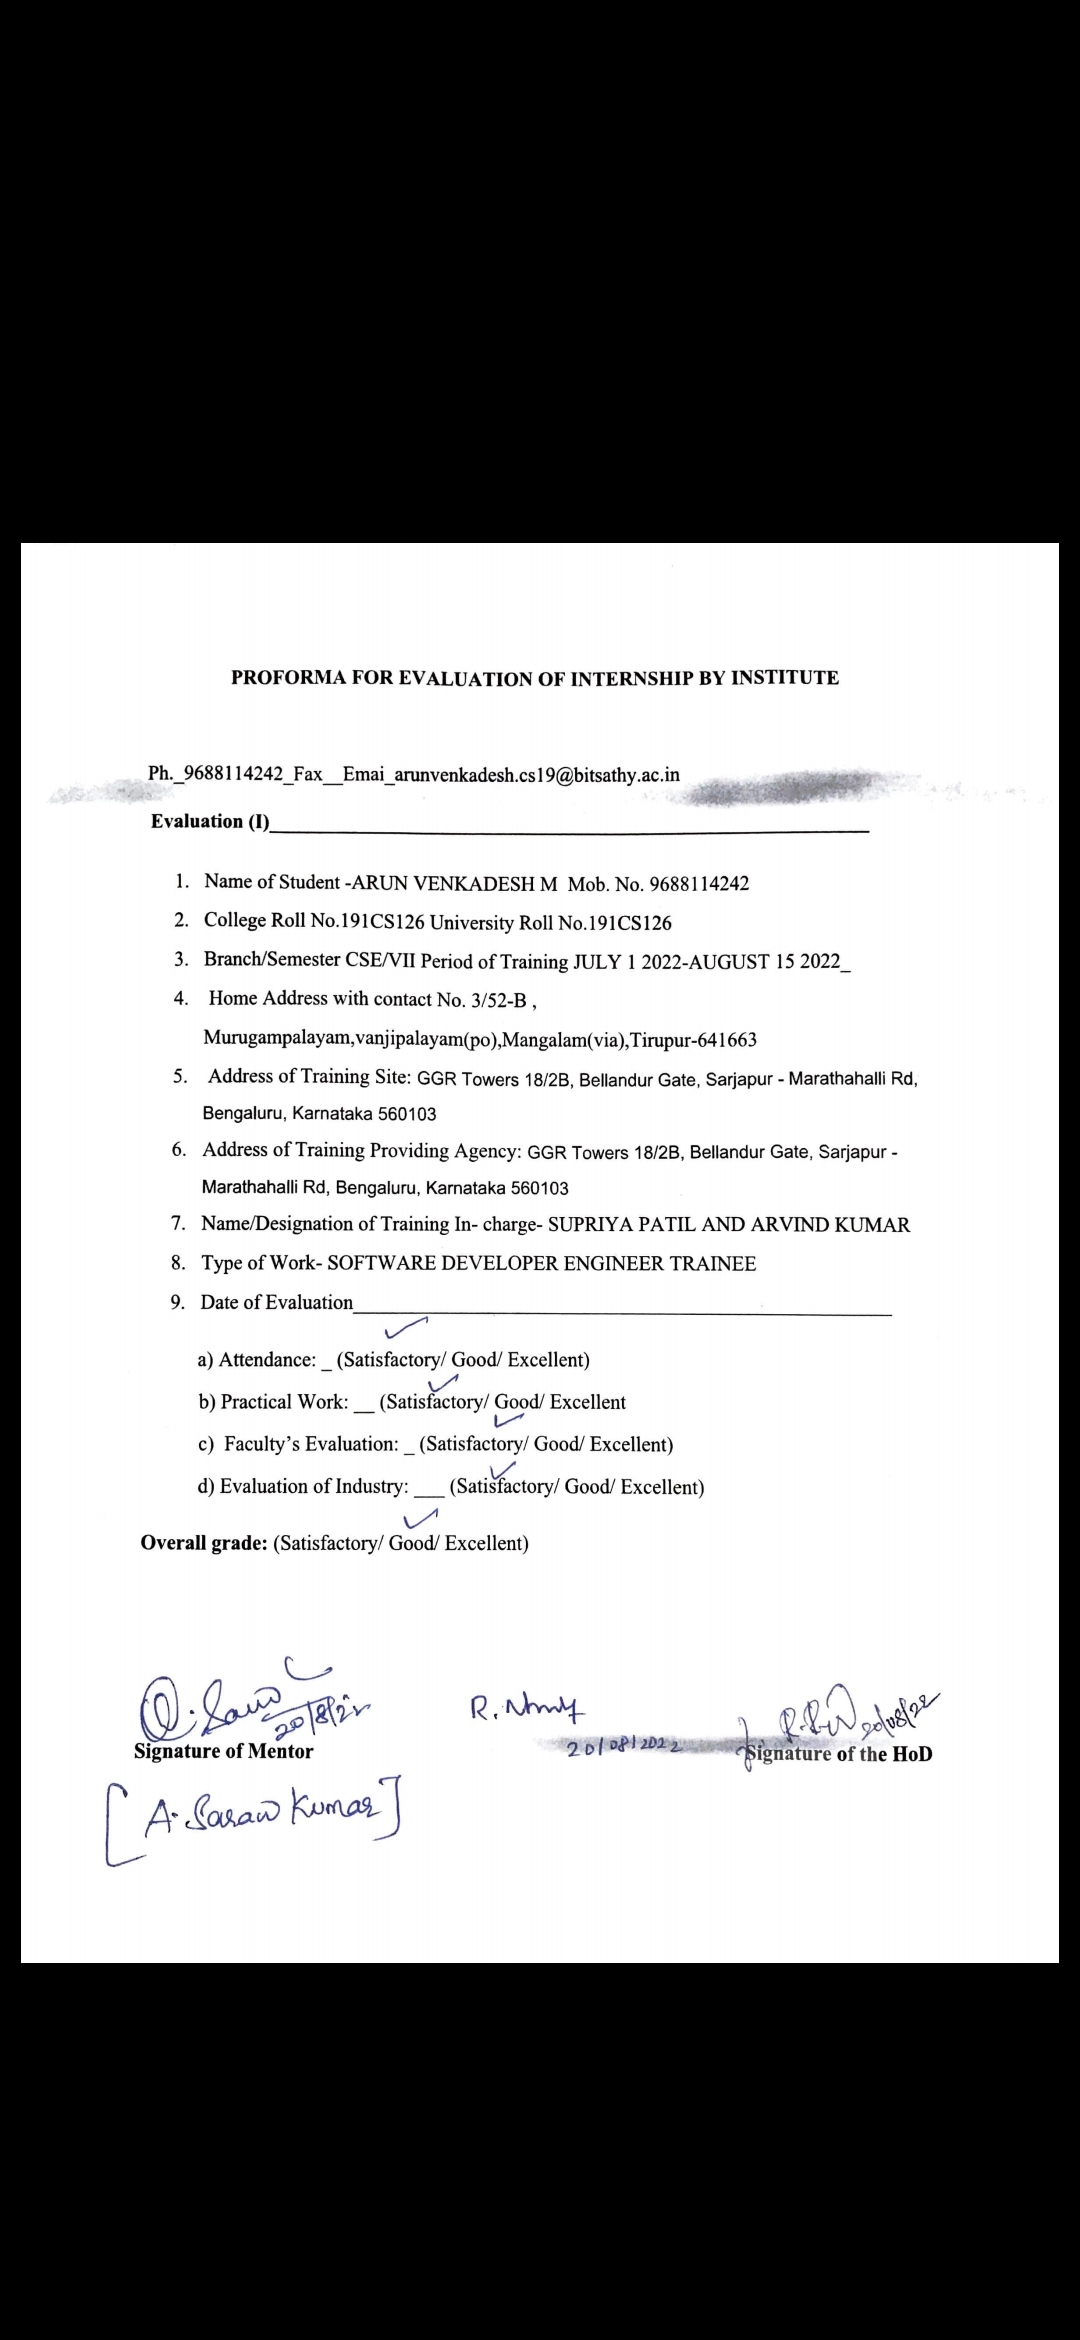 PROFORMA FOR EVALUATION OF INTERNSHIP BY INSTITUTE
Ph._9688114242_Fax__Emai_arunvenkadesh.cs19@bitsathy.ac.in
Evaluation (I)
1. Name of Student -ARUN VENKADESH M Mob. No. 9688114242
2. College Roll No.191CS126 University Roll No.191CS126
3. Branch/Semester CSE/VII Period of Training JULY 1 2022-AUGUST 15 2022_
4. Home Address with contact No. 3/52-B ,
Murugampalayam,vanjipalayam(po),Mangalam(via),Tirupur-641663
5. Address of Training Site: GGR Towers 18/2B, Bellandur Gate, Sarjapur - Marathahalli Rd,
Bengaluru, Karnataka 560103
6. Address of Training Providing Agency: GGR Towers 18/2B, Bellandur Gate, Sarjapur -
Marathahalli Rd, Bengaluru, Karnataka 560103
7. Name/Designation of Training In- charge- SUPRIYA PATIL AND ARVIND KUMAR
8. Type of Work- SOFTWARE DEVELOPER ENGINEER TRAINEE
9. Date of Evaluation
a) Attendance: _ (Satisfactory/ Good/ Excellent)
b) Practical Work: __ (Satisfactory/ Good/ Excellent
c) Faculty's Evaluation: _ (Satisfactory/ Good/ Excellent)
d) Evaluation of Industry: ___ (Satisfactory/ Good/ Excellent)
Overall grade: (Satisfactory/ Good/ Excellent)
20/8/22
20/08/2022
20/08/22
Signature of Mentor
Signature of the HoD
[A. Saran Kumar]